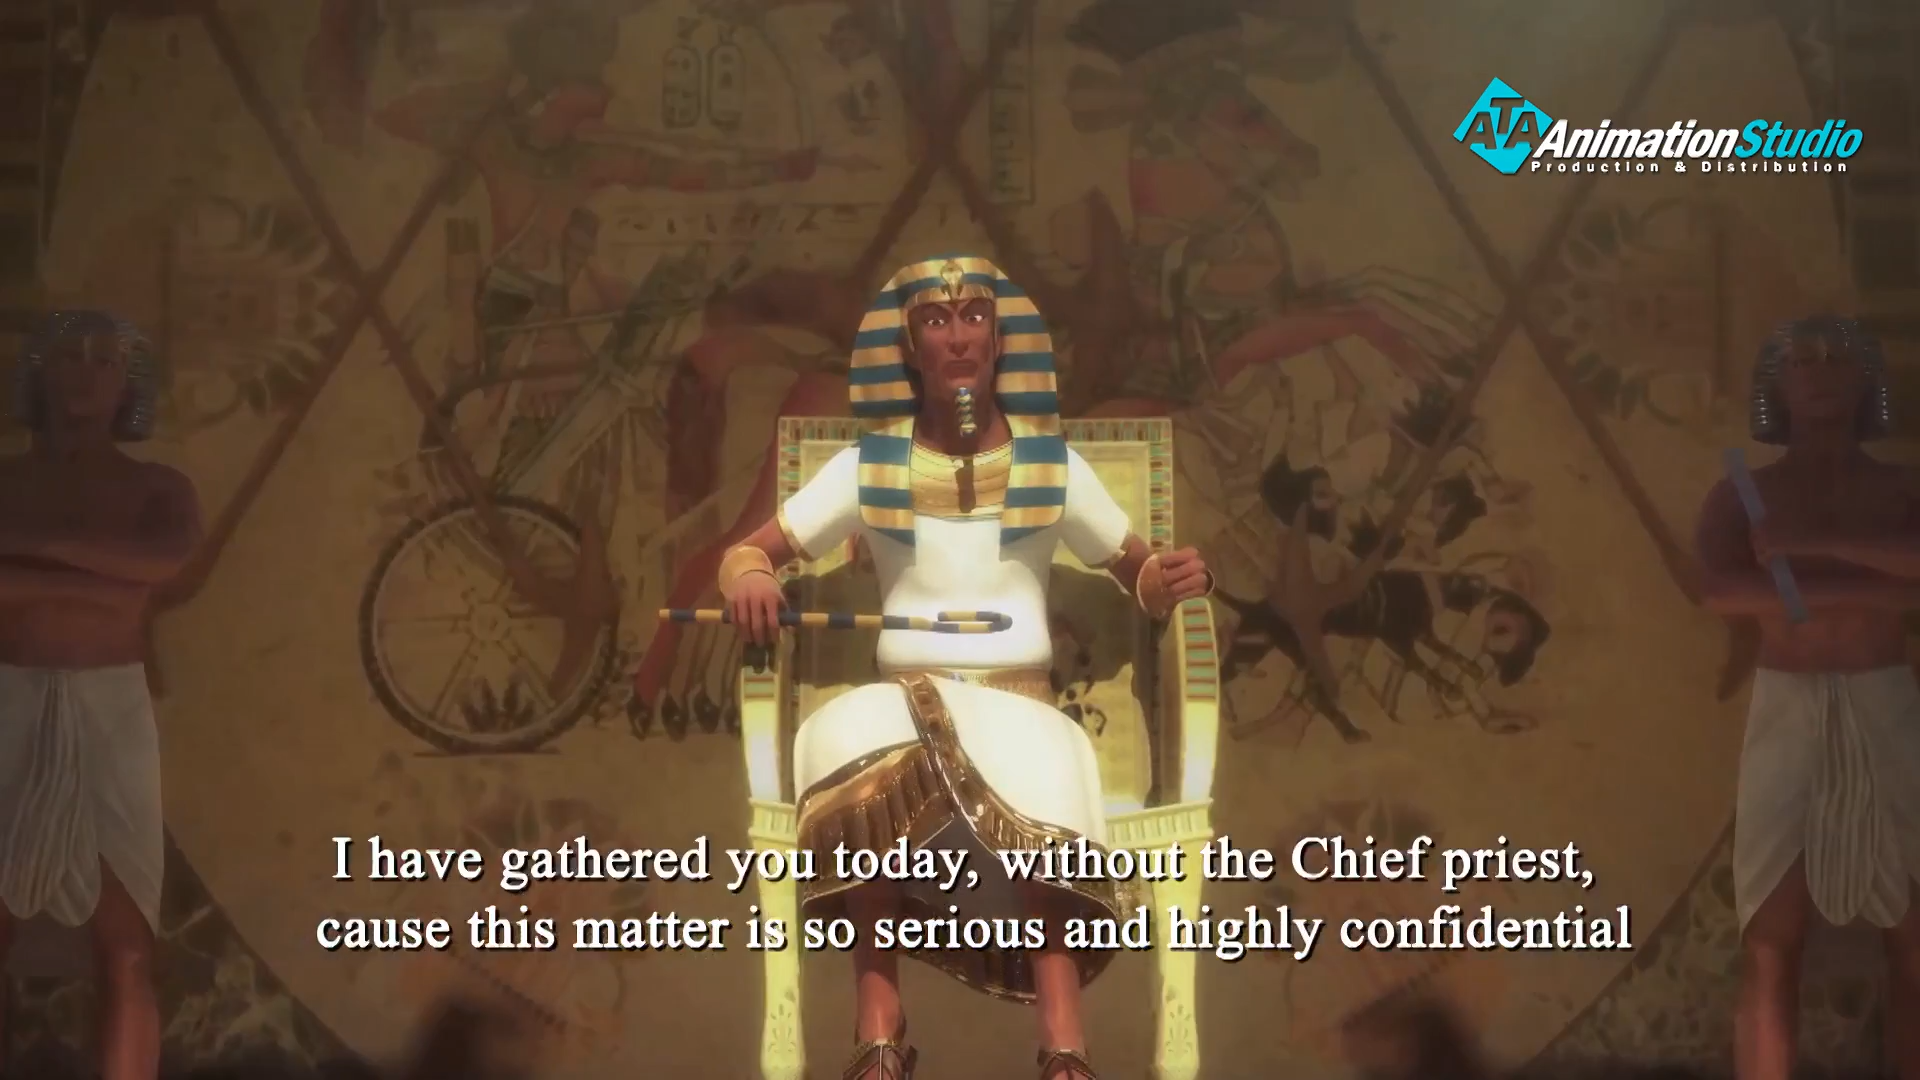 ATA AnimationStudio
Production & Distribution
I have gathered you today, without the Chief priest,
cause this matter is so serious and highly confidential